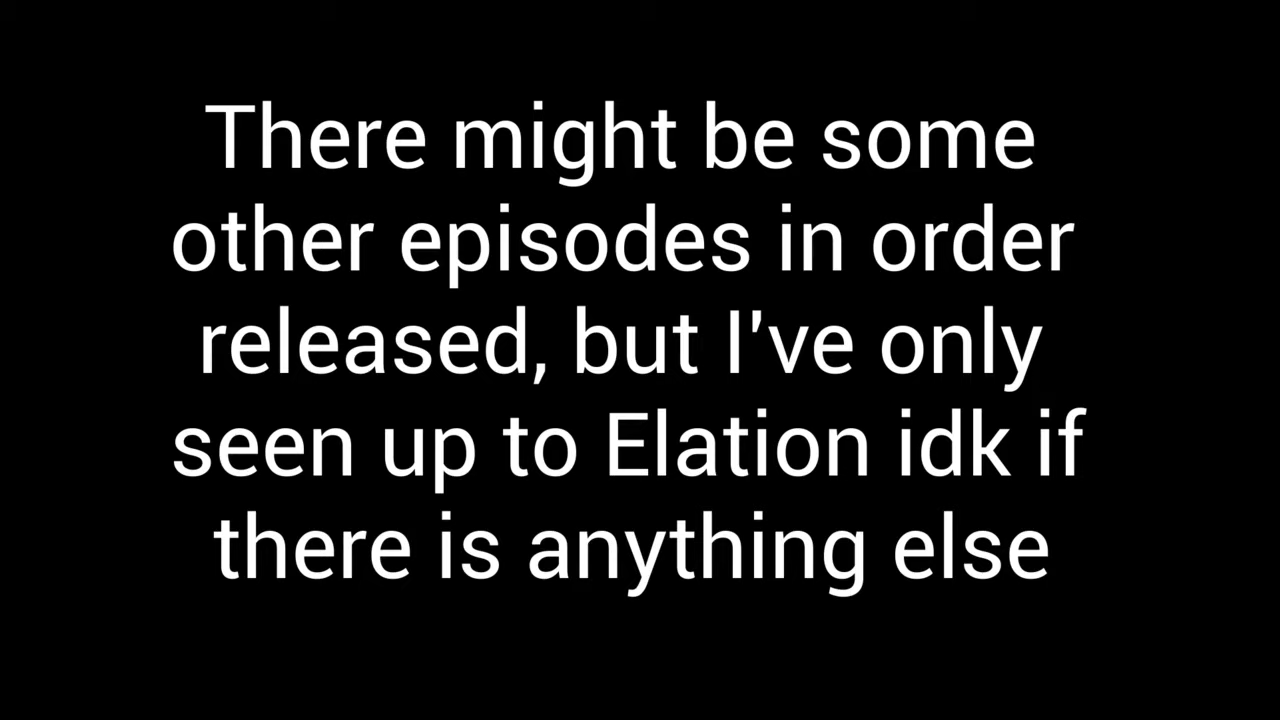 There might be some
other episodes in order
released, but I've only
seen up to Elation idk if
there is anything else